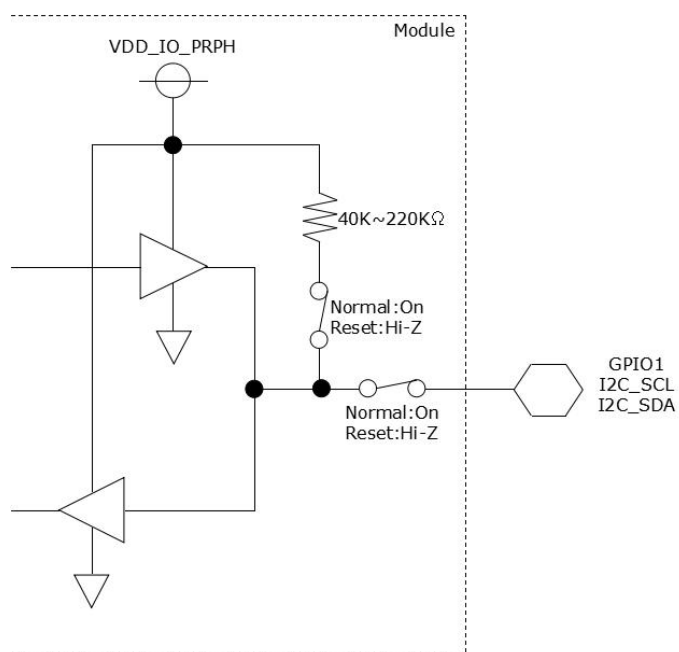 Module
VDD_IO_PRPH
40K~220KΩ
Normal:On
Reset:Hi-Z
Normal:On
Reset:Hi-Z
GPIO1
I2C_SCL
I2C_SDA